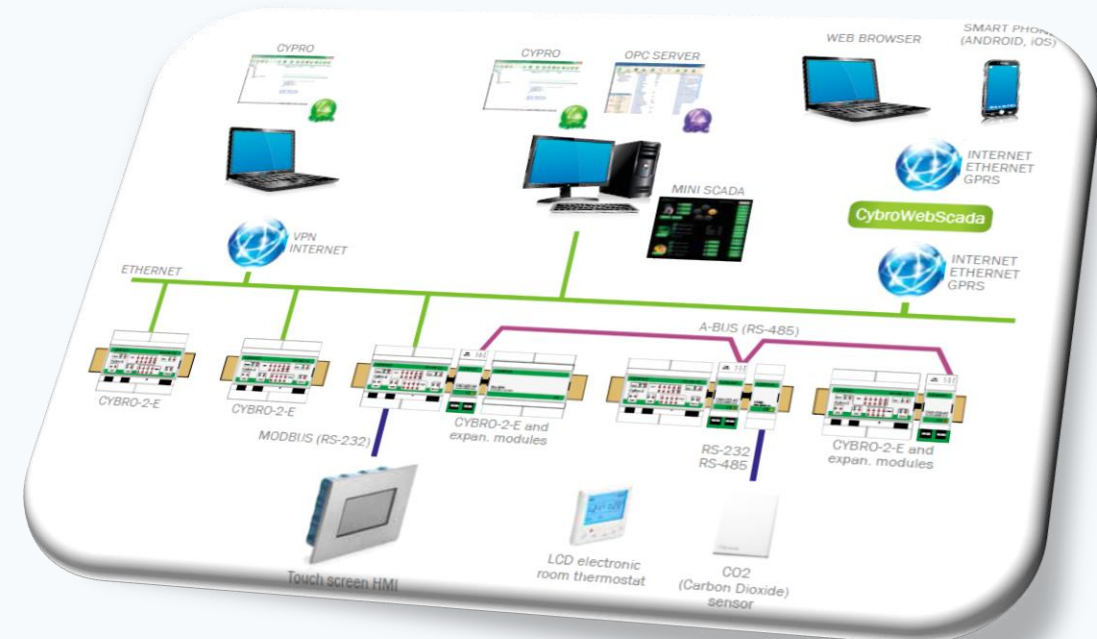 CYPRO
CYPRO
OPC SERVER
WEB BROWSER
SMART PHONE
(ANDROID, iOS)
MINI SCADA
INTERNET
ETHERNET
GPRS
CybroWebScada
VPN
INTERNET
INTERNET
ETHERNET
GPRS
ETHERNET
A-BUS (RS-485)
CYBRO-2-E
CYBRO-2-E
MODBUS (RS-232)
CYBRO-2-E and
expan. modules
RS-232
RS-485
CYBRO-2-E and
expan. modules
Touch screen HMI
LCD electronic
room thermostat
CO2
(Carbon Dioxide)
sensor